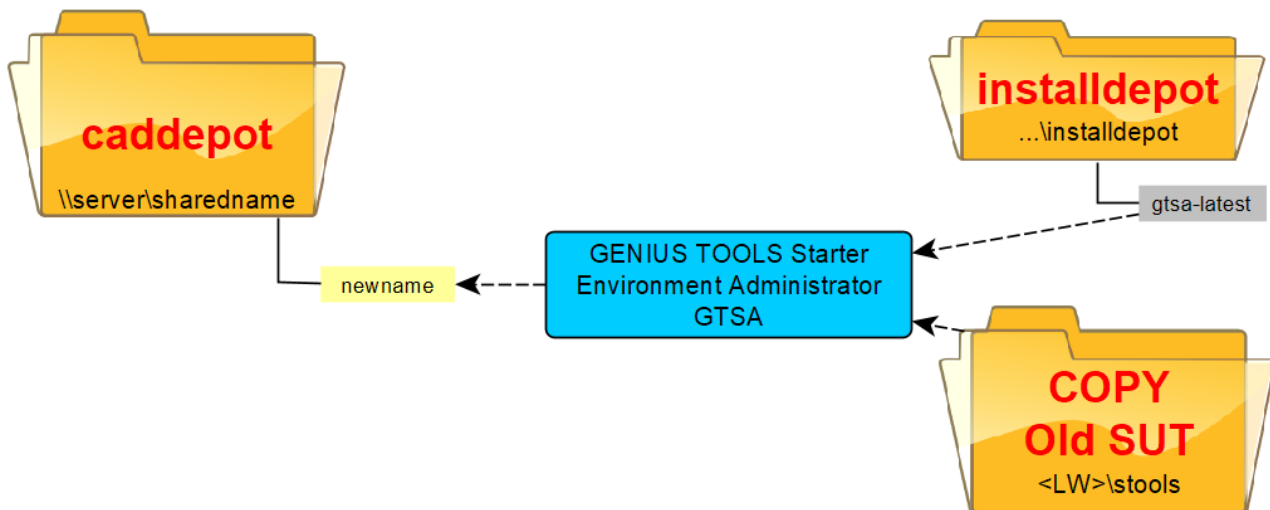 caddepot
\\server\sharedname
newname
GENIUS TOOLS Starter
Environment Administrator
GTSA
installdepot
...\installdepot
gtsa-latest
COPY
Old SUT
<LW>\stools